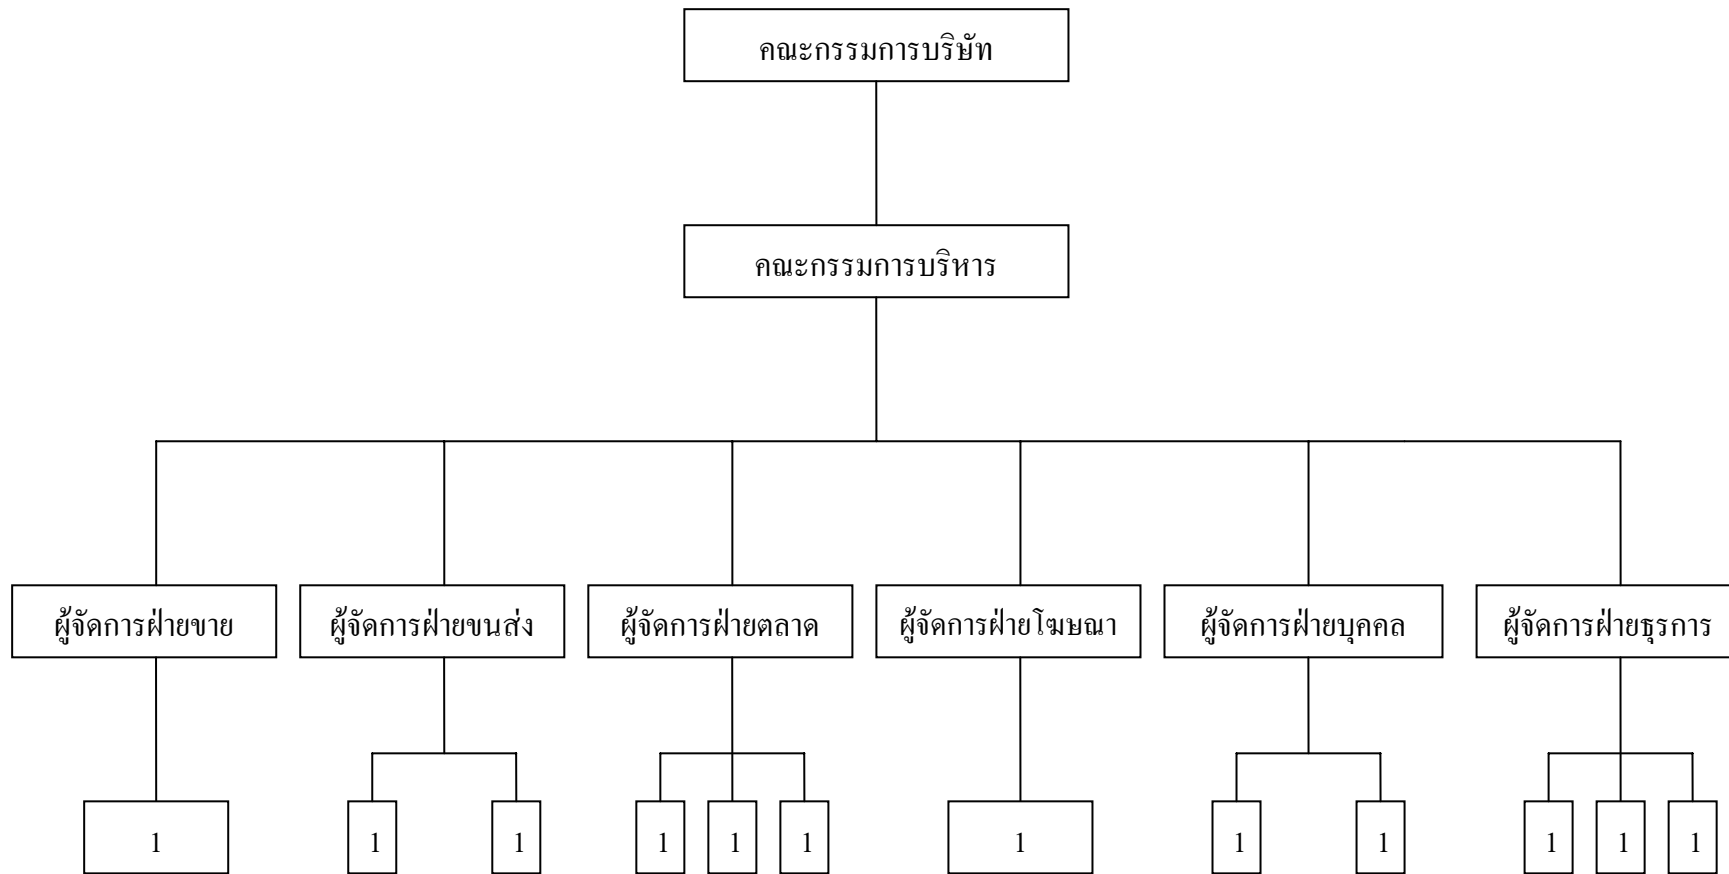 คณะกรรมการบริษัท
คณะกรรมการบริหาร
ผู้จัดการฝ่ายขาย
ผู้จัดการฝ่ายขนส่ง
ผู้จัดการฝ่ายตลาด
ผู้จัดการฝ่ายโฆษณา
ผู้จัดการฝ่ายบุคคล
ผู้จัดการฝ่ายธุรการ
1
1
1
1
1
1
1
1
1
1
1
1